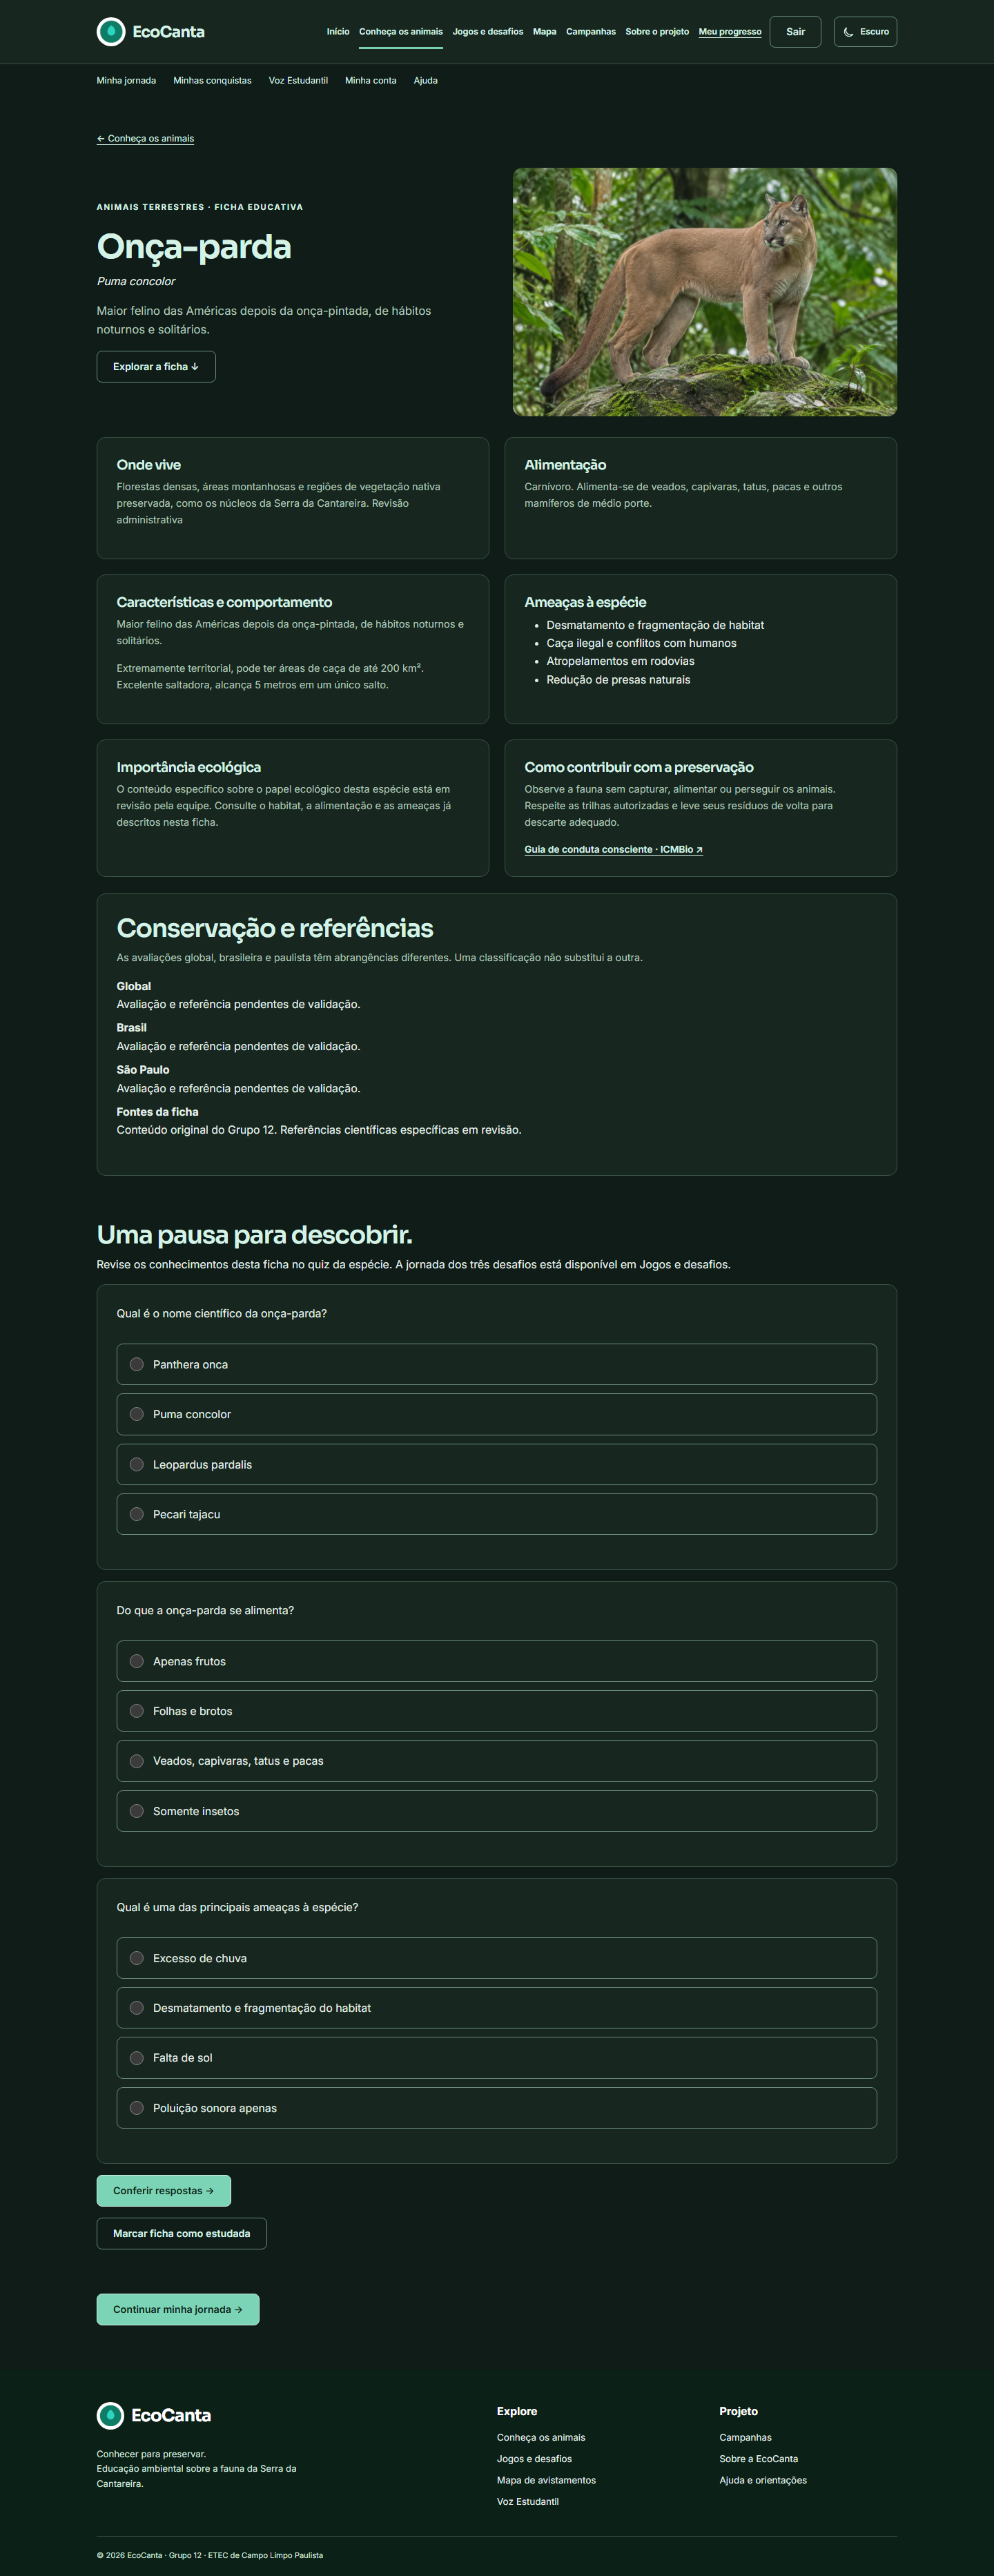 EcoCanta
Início Conheça os animais Jogos e desafios Mapa Campanhas Sobre o projeto Meu progresso Sair Escuro
Minha jornada Minhas conquistas Voz Estudantil Minha conta Ajuda
← Conheça os animais
ANIMAIS TERRESTRES · FICHA EDUCATIVA
Onça-parda
Puma concolor
Maior felino das Américas depois da onça-pintada, de hábitos
noturnos e solitários.
Explorar a ficha ↓
Onde vive
Florestas densas, áreas montanhosas e regiões de vegetação nativa
preservada, como os núcleos da Serra da Cantareira. Revisão
administrativa
Alimentação
Carnívoro. Alimenta-se de veados, capivaras, tatus, pacas e outros
mamíferos de médio porte.
Características e comportamento
Maior felino das Américas depois da onça-pintada, de hábitos noturnos e
solitários.
Extremamente territorial, pode ter áreas de caça de até 200 km².
Excelente saltadora, alcança 5 metros em um único salto.
Ameaças à espécie
• Desmatamento e fragmentação de habitat
• Caça ilegal e conflitos com humanos
• Atropelamentos em rodovias
• Redução de presas naturais
Importância ecológica
O conteúdo específico sobre o papel ecológico desta espécie está em
revisão pela equipe. Consulte o habitat, a alimentação e as ameaças já
descritos nesta ficha.
Como contribuir com a preservação
Observe a fauna sem capturar, alimentar ou perseguir os animais.
Respeite as trilhas autorizadas e leve seus resíduos de volta para
descarte adequado.
Guia de conduta consciente · ICMBio ↗
Conservação e referências
As avaliações global, brasileira e paulista têm abrangências diferentes. Uma classificação não substitui a outra.
Global
Avaliação e referência pendentes de validação.
Brasil
Avaliação e referência pendentes de validação.
São Paulo
Avaliação e referência pendentes de validação.
Fontes da ficha
Conteúdo original do Grupo 12. Referências científicas específicas em revisão.
Uma pausa para descobrir.
Revise os conhecimentos desta ficha no quiz da espécie. A jornada dos três desafios está disponível em Jogos e desafios.
Qual é o nome científico da onça-parda?
Panthera onca
Puma concolor
Leopardus pardalis
Pecari tajacu
Do que a onça-parda se alimenta?
Apenas frutos
Folhas e brotos
Veados, capivaras, tatus e pacas
Somente insetos
Qual é uma das principais ameaças à espécie?
Excesso de chuva
Desmatamento e fragmentação do habitat
Falta de sol
Poluição sonora apenas
Conferir respostas →
Marcar ficha como estudada
Continuar minha jornada →
EcoCanta
Conhecer para preservar.
Educação ambiental sobre a fauna da Serra da
Cantareira.
Explore
Conheça os animais
Jogos e desafios
Mapa de avistamentos
Voz Estudantil
Projeto
Campanhas
Sobre a EcoCanta
Ajuda e orientações
© 2026 EcoCanta · Grupo 12 · ETEC de Campo Limpo Paulista